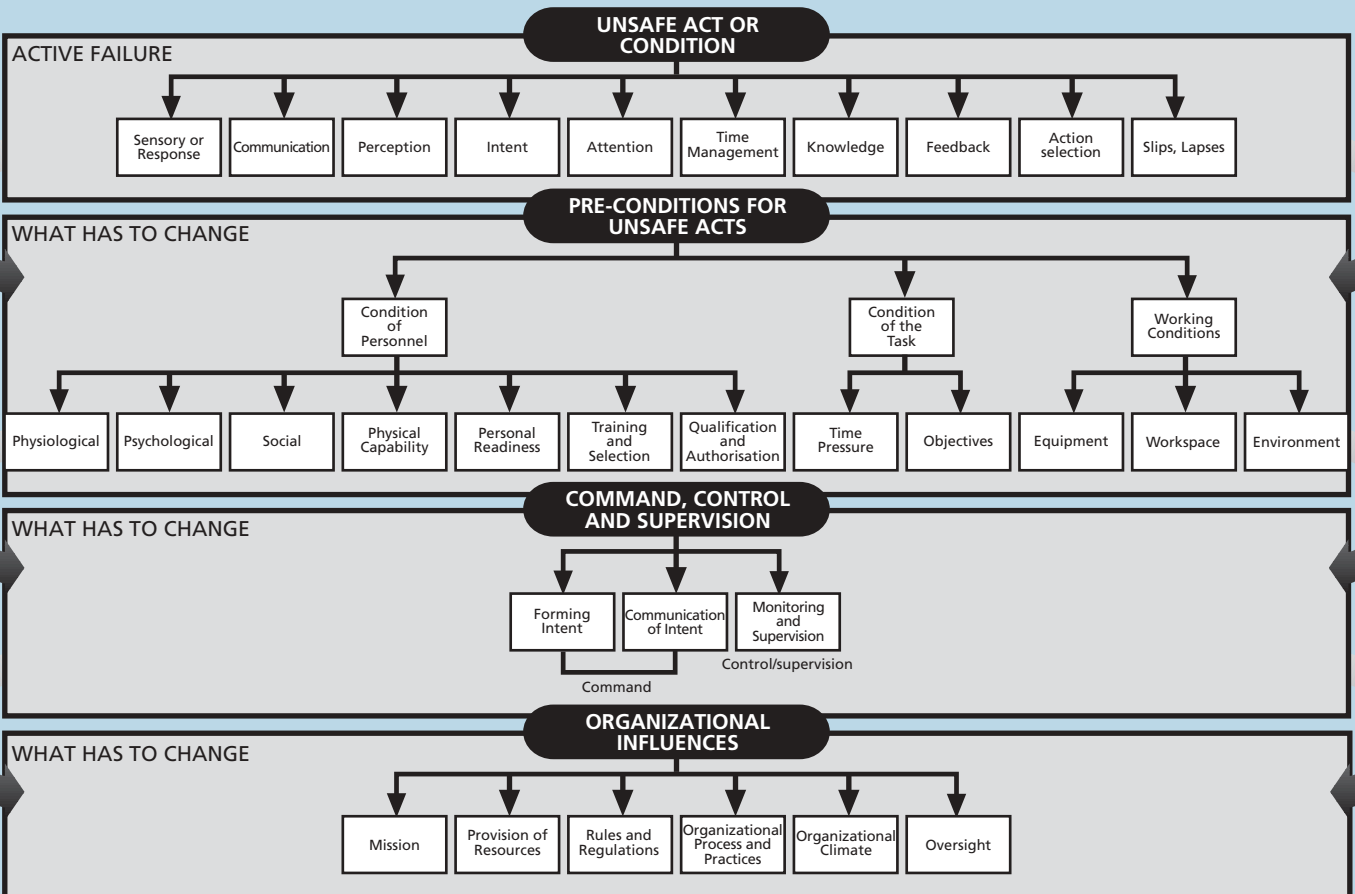 UNSAFE ACT OR
CONDITION
ACTIVE FAILURE
Sensory or
Response
Communication
Perception
Intent
Attention
Time
Management
Knowledge
Feedback
Action
selection
Slips, Lapses
PRE-CONDITIONS FOR
UNSAFE ACTS
WHAT HAS TO CHANGE
Condition
of
Personnel
Condition
of the
Task
Working
Conditions
Physiological
Psychological
Social
Physical
Capability
Personal
Readiness
Training
and
Selection
Qualification
and
Authorisation
Time
Pressure
Objectives
Equipment
Workspace
Environment
COMMAND, CONTROL
AND SUPERVISION
WHAT HAS TO CHANGE
Forming
Intent
Communication
of Intent
Monitoring
and
Supervision
Control/supervision
Command
ORGANIZATIONAL
INFLUENCES
WHAT HAS TO CHANGE
Mission
Provision of
Resources
Rules and
Regulations
Organizational
Process and
Practices
Organizational
Climate
Oversight